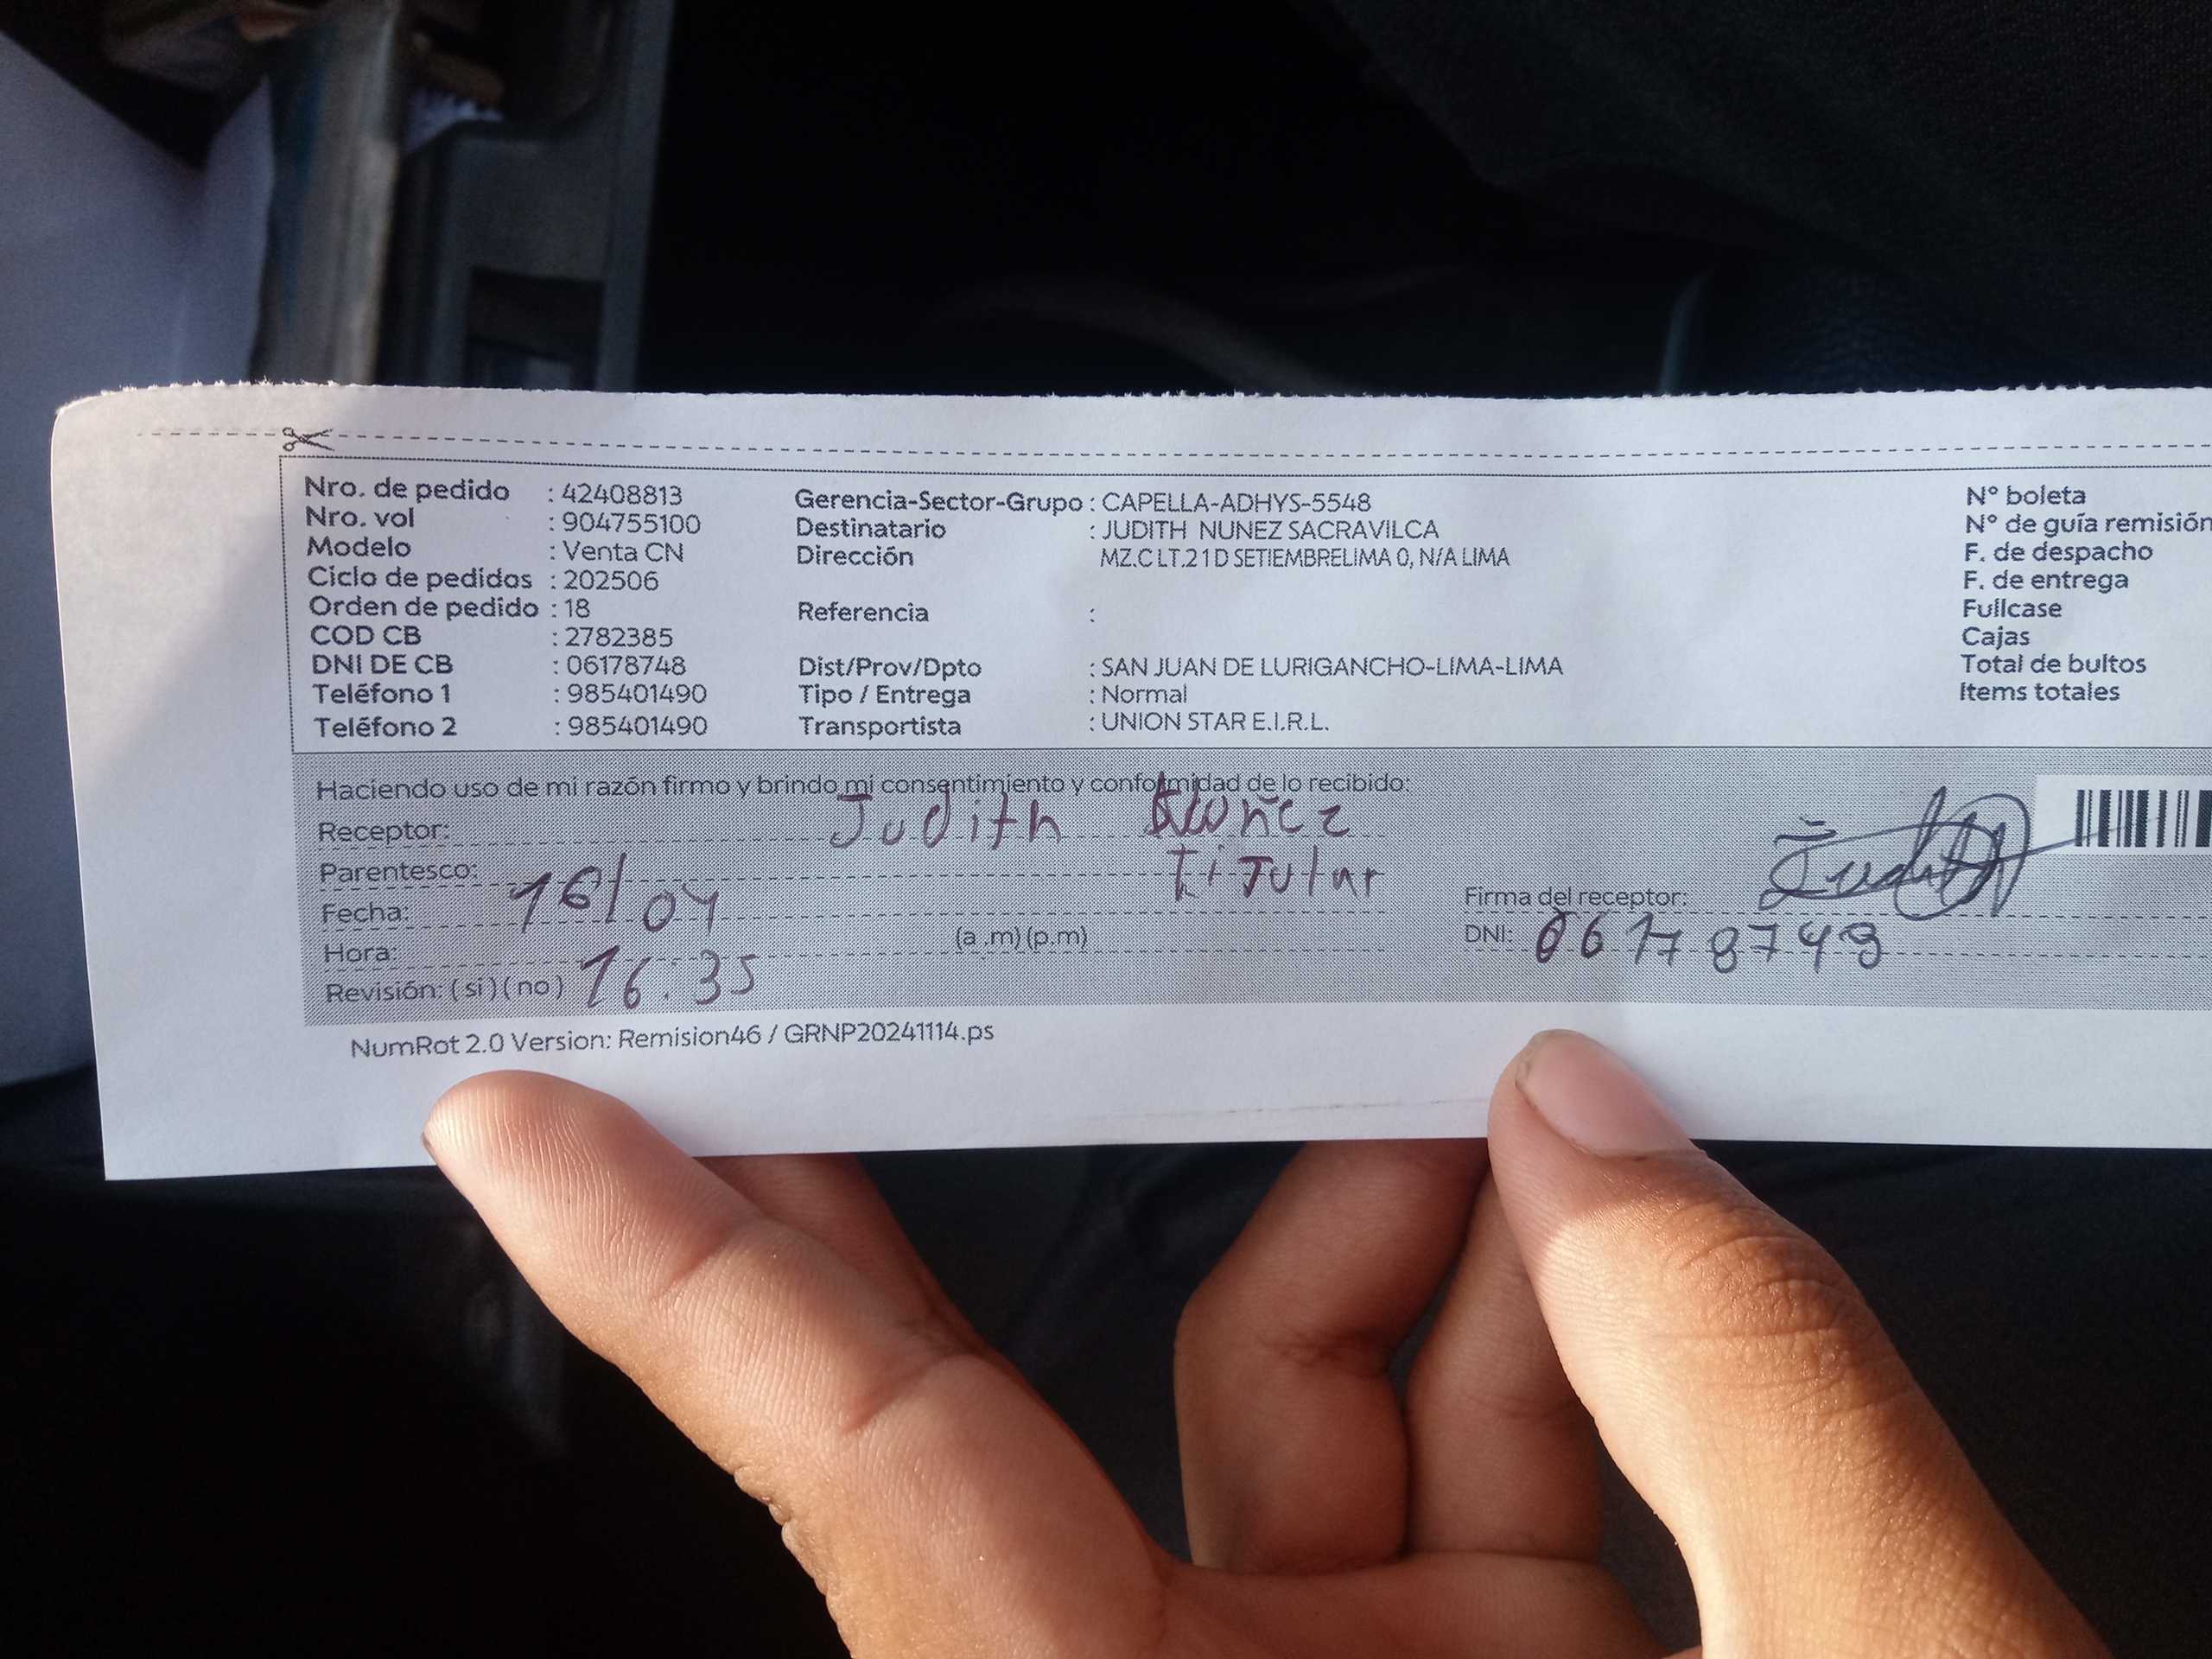 Nro. de pedido : 42408813
Nro. vol : 904755100
Modelo : Venta CN
Ciclo de pedidos : 202506
Orden de pedido : 18
COD CB : 2782385
DNI DE CB : 06178748
Teléfono 1 : 985401490
Teléfono 2 : 985401490
Gerencia-Sector-Grupo : CAPELLA-ADHYS-5548
Destinatario : JUDITH NUNEZ SACRAVILCA
Dirección MZ.C LT.21 D SETIEMBRELIMA 0, N/A LIMA
Referencia :
Dist/Prov/Dpto : SAN JUAN DE LURIGANCHO-LIMA-LIMA
Tipo / Entrega : Normal
Transportista : UNION STAR E.I.R.L.
N° boleta
N° de guía remisión
F. de despacho
F. de entrega
Fullcase
Cajas
Total de bultos
Items totales
Haciendo uso de mi razón firmo y brindo mi consentimiento y conformidad de lo recibido:
Receptor: Judith Nuñez
Parentesco: Titular
Fecha: 16/04
Hora: (a .m) (p.m)
Revisión: (si) (no) 16.35
Firma del receptor: Judith
DNI: 06178748
NumRot 2.0 Version: Remision46 / GRNP20241114.ps